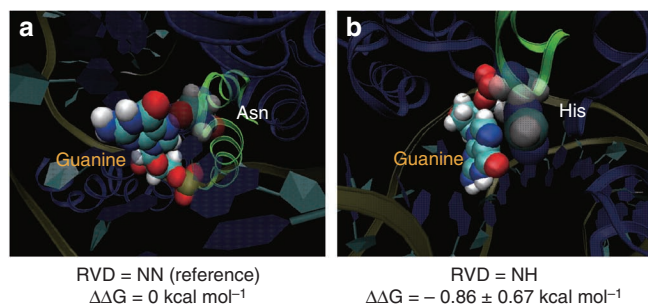 a
Asn
Guanine
RVD = NN (reference)
ΔΔG = 0 kcal mol⁻¹
b
His
Guanine
RVD = NH
ΔΔG = – 0.86 ± 0.67 kcal mol⁻¹